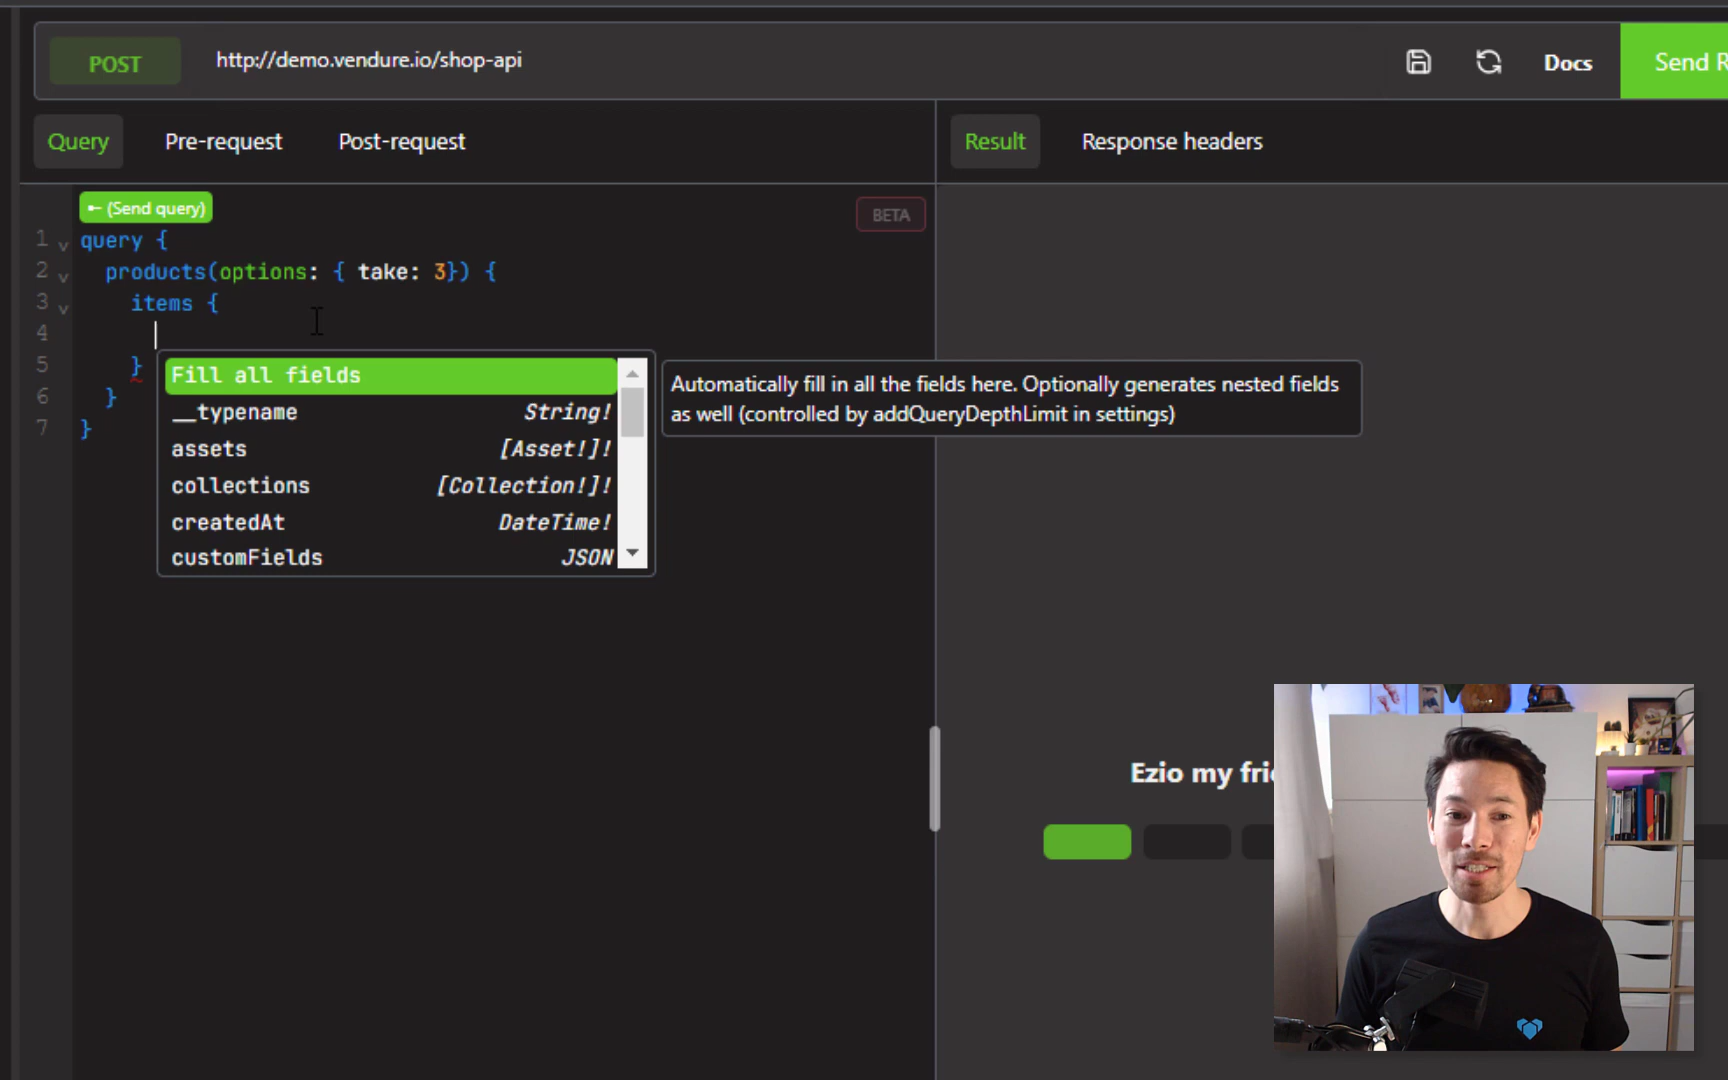 POST
http://demo.vendure.io/shop-api
Docs
Send R
Query
Pre-request
Post-request
Result
Response headers
← (Send query)
BETA
1 query {
2 products(options: { take: 3}) {
3 items {
4
5 }
6 }
7 }
Fill all fields
__typename String!
assets [Asset!]!
collections [Collection!]!
createdAt DateTime!
customFields JSON
Automatically fill in all the fields here. Optionally generates nested fields
as well (controlled by addQueryDepthLimit in settings)
Ezio my frie